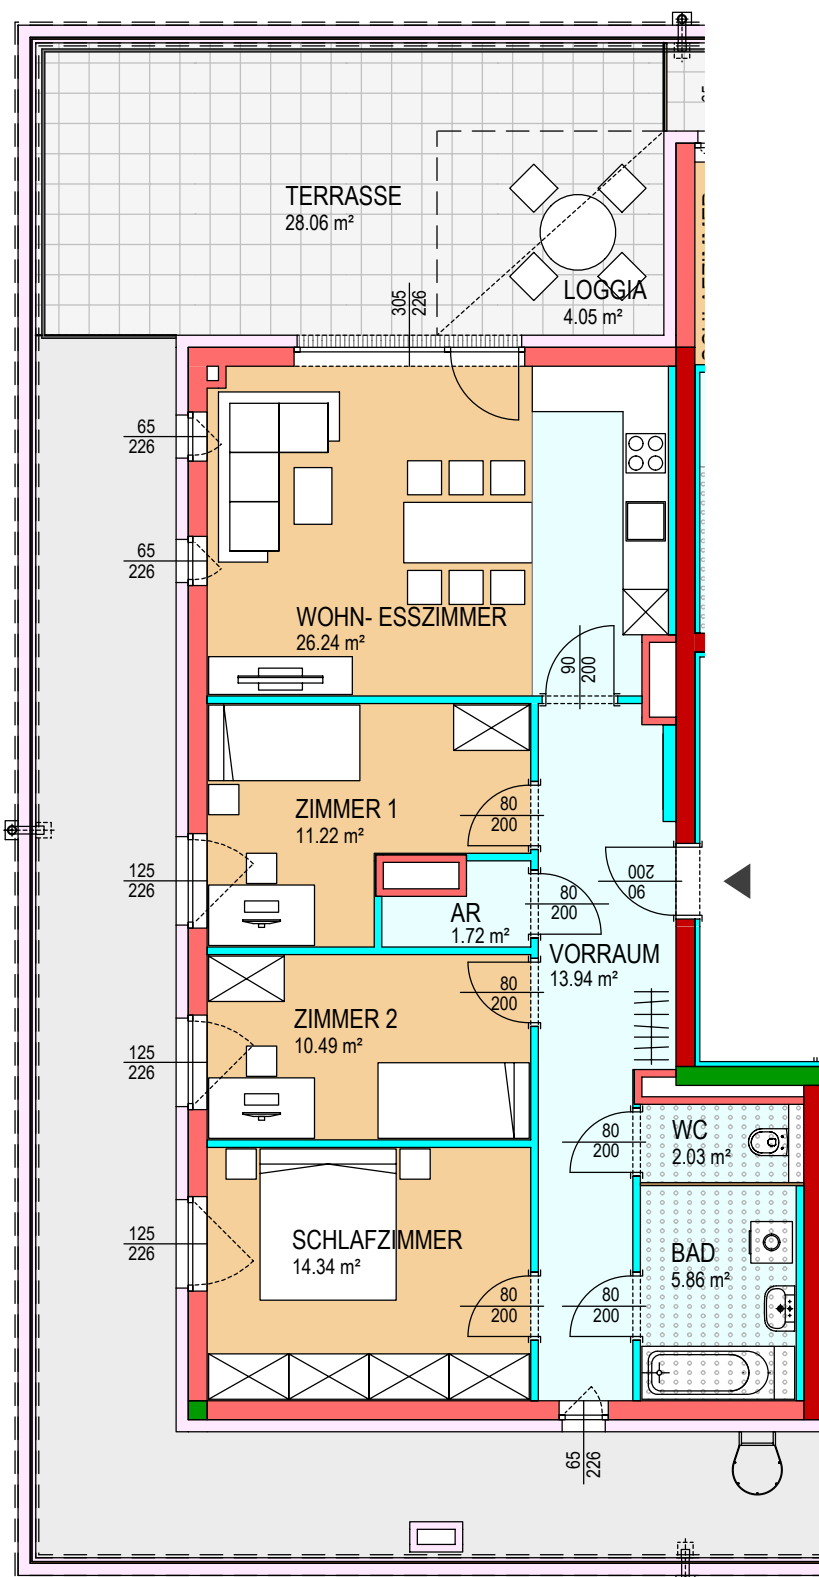 TERRASSE
28.06 m²
LOGGIA
4.05 m²
305
226
65
226
65
226
WOHN- ESSZIMMER
26.24 m²
90
200
ZIMMER 1
11.22 m²
80
200
125
226
AR
1.72 m²
80
200
90
200
VORRAUM
13.94 m²
80
200
ZIMMER 2
10.49 m²
125
226
WC
2.03 m²
80
200
SCHLAFZIMMER
14.34 m²
125
226
BAD
5.86 m²
80
200
80
200
65
226